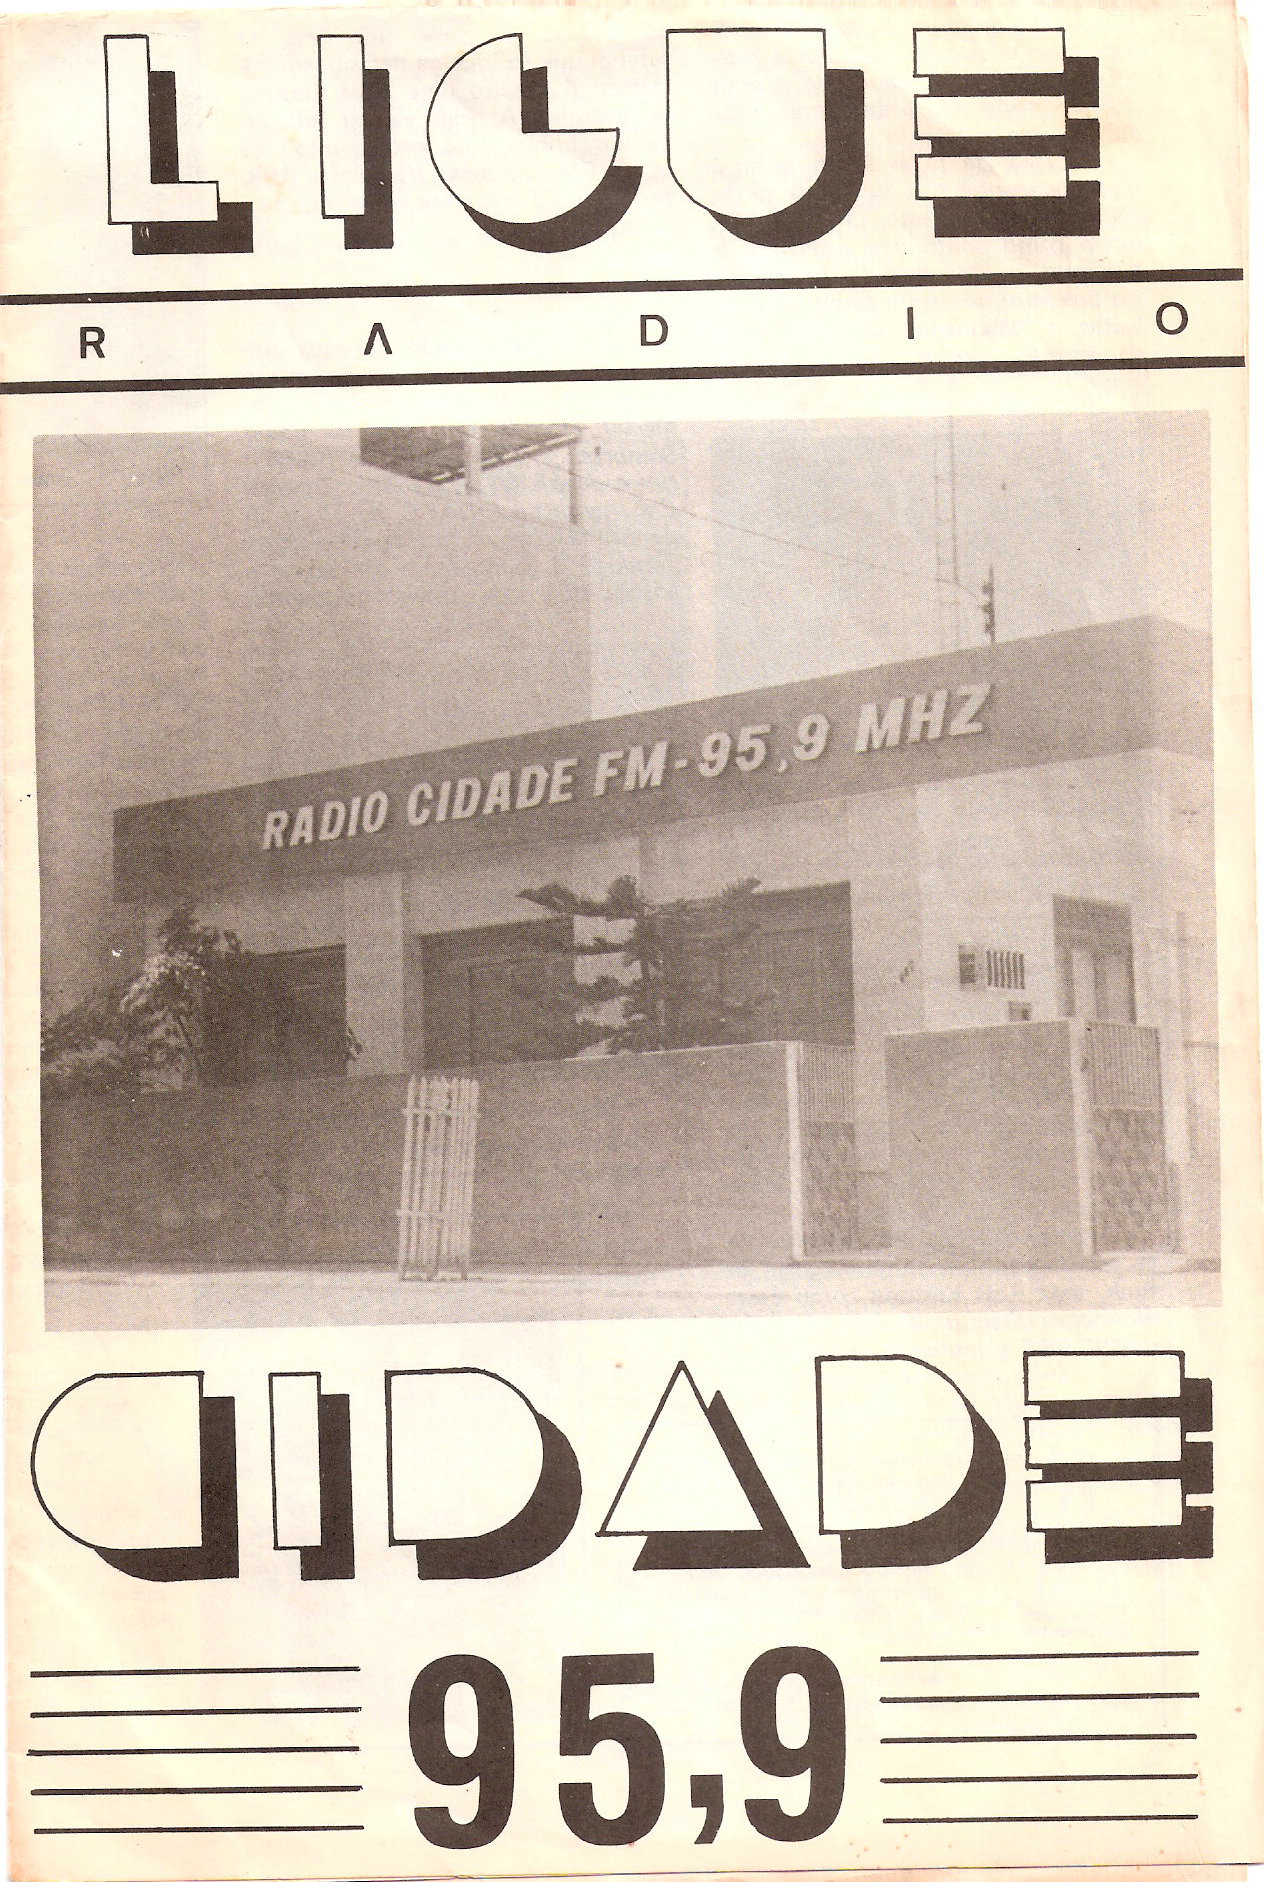 LIGUE
RADIO
RADIO CIDADE FM - 95,9 MHZ
CIDADE
95,9